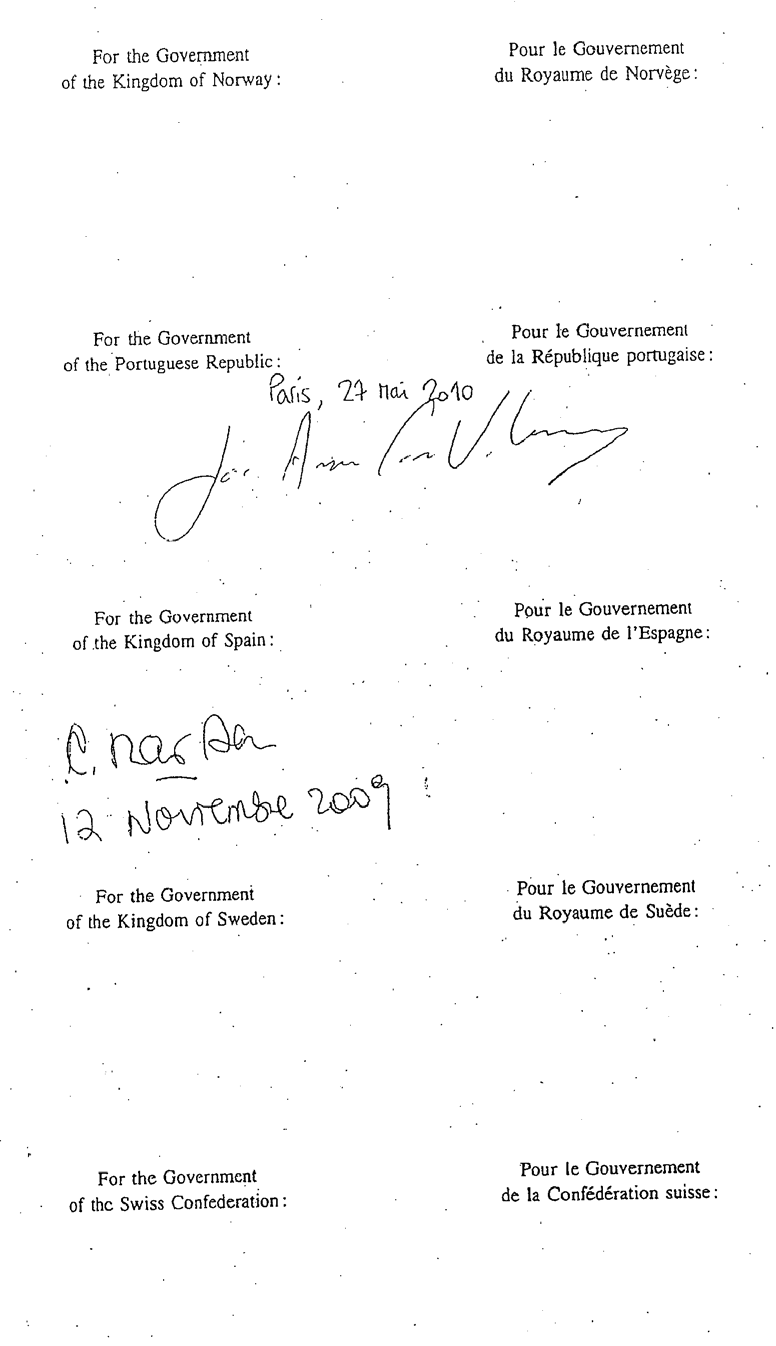 For the Government
of the Kingdom of Norway :
Pour le Gouvernement
du Royaume de Norvège :
For the Government
of the Portuguese Republic :
Pour le Gouvernement
de la République portugaise :
Paris, 27 Mai 2010
For the Government
of the Kingdom of Spain :
Pour le Gouvernement
du Royaume de l'Espagne :
12 Noviembre 2009
For the Government
of the Kingdom of Sweden :
Pour le Gouvernement
du Royaume de Suède :
For the Government
of the Swiss Confederation :
Pour le Gouvernement
de la Confédération suisse :